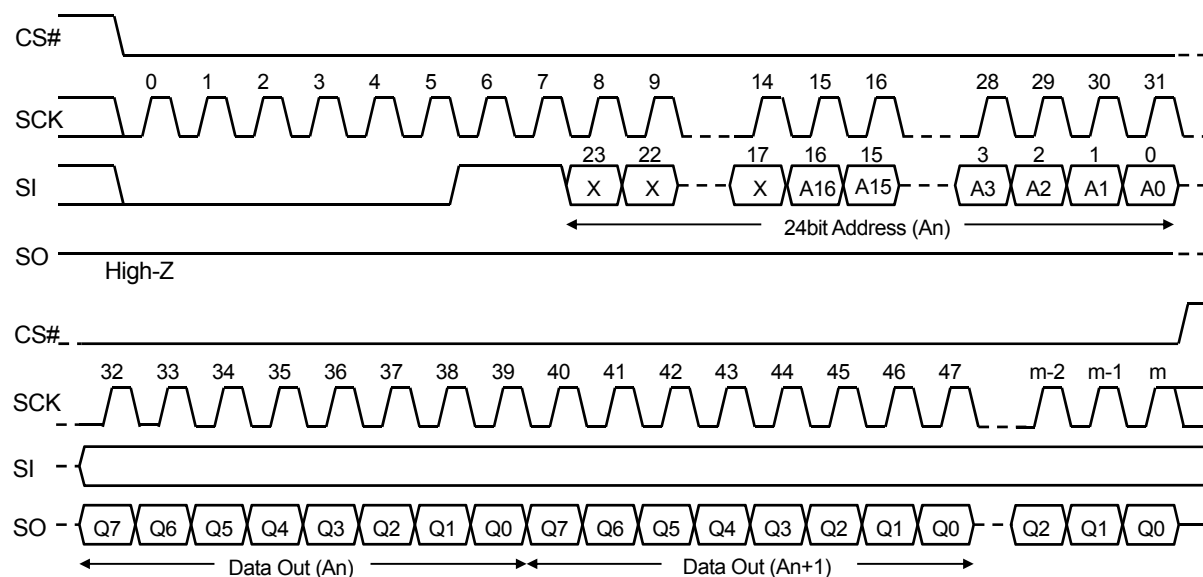 CS#
0 1 2 3 4 5 6 7 8 9 14 15 16 28 29 30 31
SCK
23 22 17 16 15 3 2 1 0
SI X X X A16 A15 A3 A2 A1 A0
24bit Address (An)
SO
High-Z
CS#
32 33 34 35 36 37 38 39 40 41 42 43 44 45 46 47 m-2 m-1 m
SCK
SI
SO Q7 Q6 Q5 Q4 Q3 Q2 Q1 Q0 Q7 Q6 Q5 Q4 Q3 Q2 Q1 Q0 Q2 Q1 Q0
Data Out (An) Data Out (An+1)